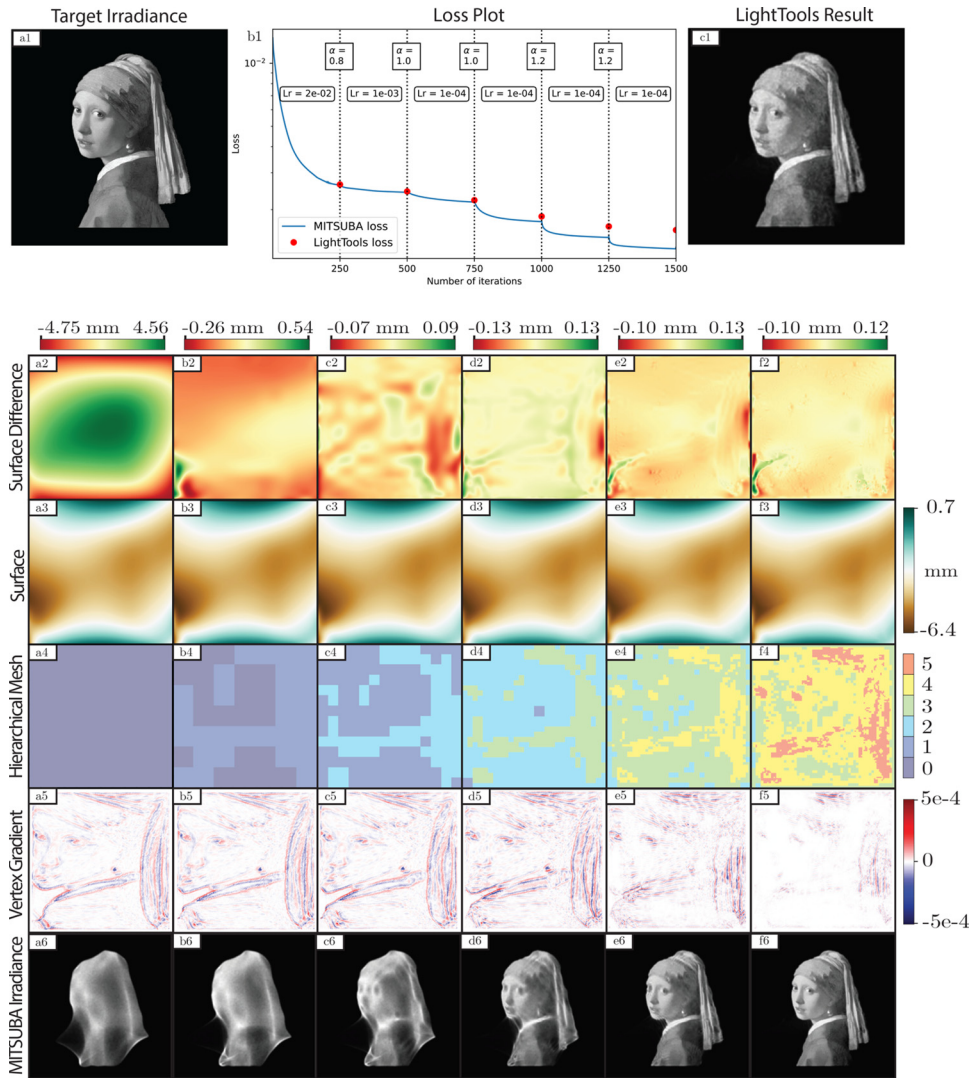 Target Irradiance
Loss Plot
LightTools Result
a1
b1
c1
10⁻²
α = 0.8
α = 1.0
α = 1.0
α = 1.2
α = 1.2
Lr = 2e-02
Lr = 1e-03
Lr = 1e-04
Lr = 1e-04
Lr = 1e-04
Lr = 1e-04
Loss
MITSUBA loss
LightTools loss
250 500 750 1000 1250 1500
Number of iterations
-4.75 mm 4.56
-0.26 mm 0.54
-0.07 mm 0.09
-0.13 mm 0.13
-0.10 mm 0.13
-0.10 mm 0.12
Surface Difference
a2 b2 c2 d2 e2 f2
Surface
a3 b3 c3 d3 e3 f3
0.7
mm
-6.4
Hierarchical Mesh
a4 b4 c4 d4 e4 f4
5
4
3
2
1
0
Vertex Gradient
a5 b5 c5 d5 e5 f5
5e-4
0
-5e-4
MITSUBA Irradiance
a6 b6 c6 d6 e6 f6